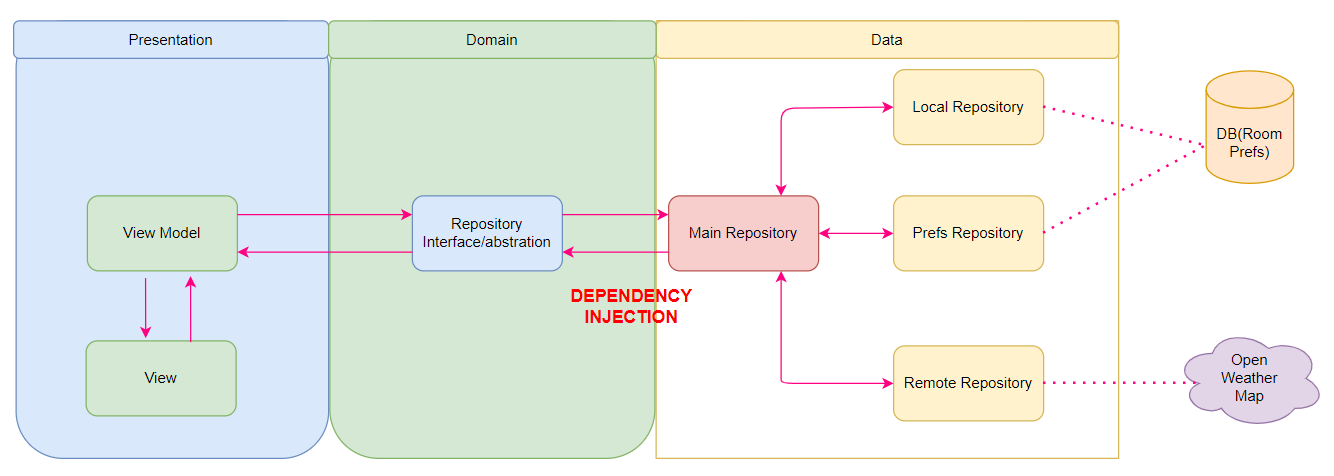 Presentation
Domain
Data
Local Repository
DB(Room
Prefs)
View Model
Repository
Interface/abstration
Main Repository
Prefs Repository
DEPENDENCY
INJECTION
View
Remote Repository
Open
Weather
Map